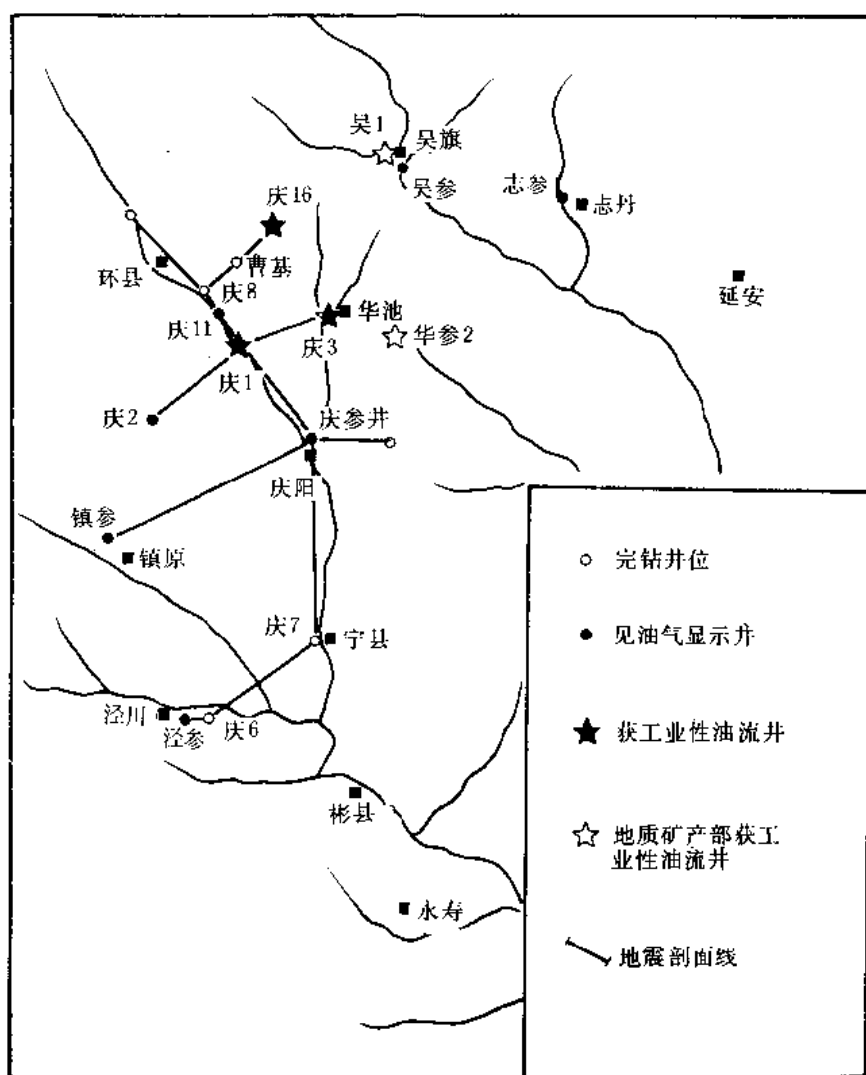 吴1
吴旗
吴参
志参
志丹
庆16
环县
曹基
庆8
延安
庆11
华池
庆3
华参2
庆1
庆2
庆参井
庆阳
镇参
镇原
庆7
宁县
泾川
泾参
庆6
彬县
永寿
完钻井位
见油气显示井
获工业性油流井
地质矿产部获工
业性油流井
地震剖面线